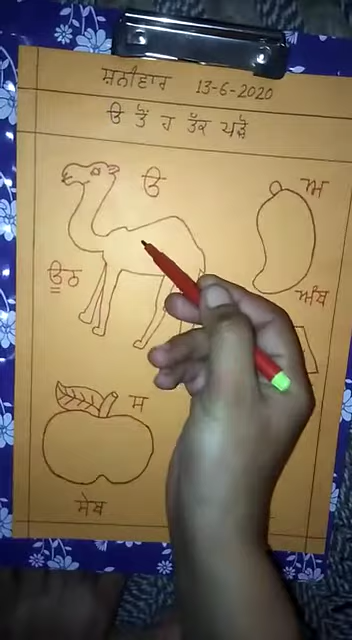 ਸ਼ਨੀਵਾਰ 13-6-2020
ੳ ਤੋਂ ਹ ਤੱਕ ਪੜ੍ਹੋ
ੳ
ਅ
ਊਠ
ਅੰਬ
ਸ
ਸੇਬ